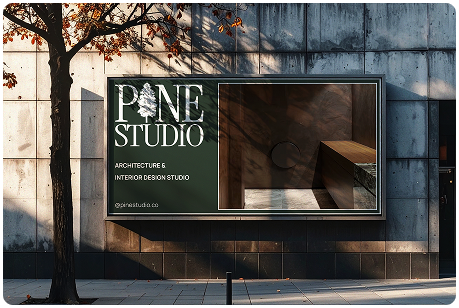 PINE
STUDIO
ARCHITECTURE &
INTERIOR DESIGN STUDIO
@pinestudio.co